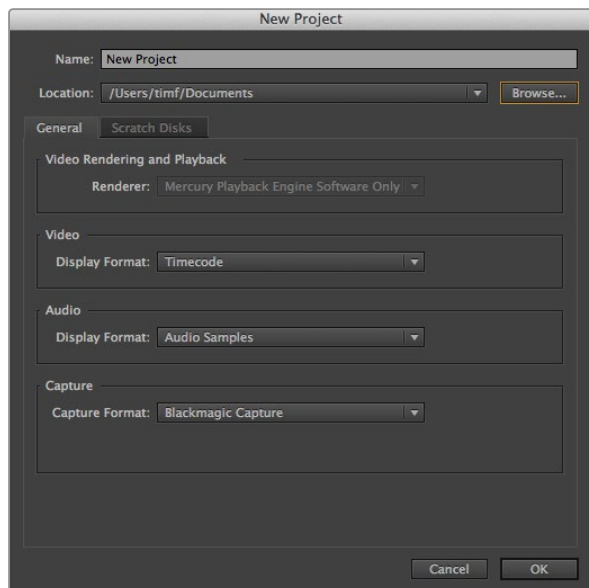 New Project
Name: New Project
Location: /Users/timf/Documents Browse...
General Scratch Disks
Video Rendering and Playback
Renderer: Mercury Playback Engine Software Only
Video
Display Format: Timecode
Audio
Display Format: Audio Samples
Capture
Capture Format: Blackmagic Capture
Cancel OK